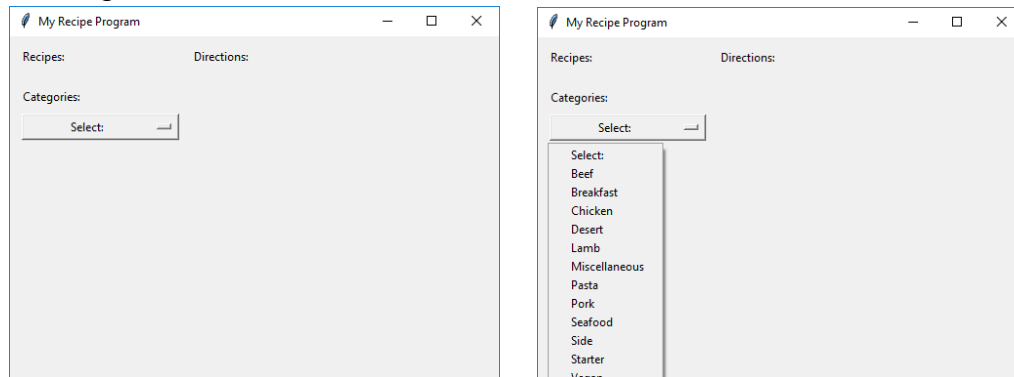 My Recipe Program
Recipes: Directions:
Categories:
Select:
My Recipe Program
Recipes: Directions:
Categories:
Select:
Select:
Beef
Breakfast
Chicken
Desert
Lamb
Miscellaneous
Pasta
Pork
Seafood
Side
Starter
Vegan